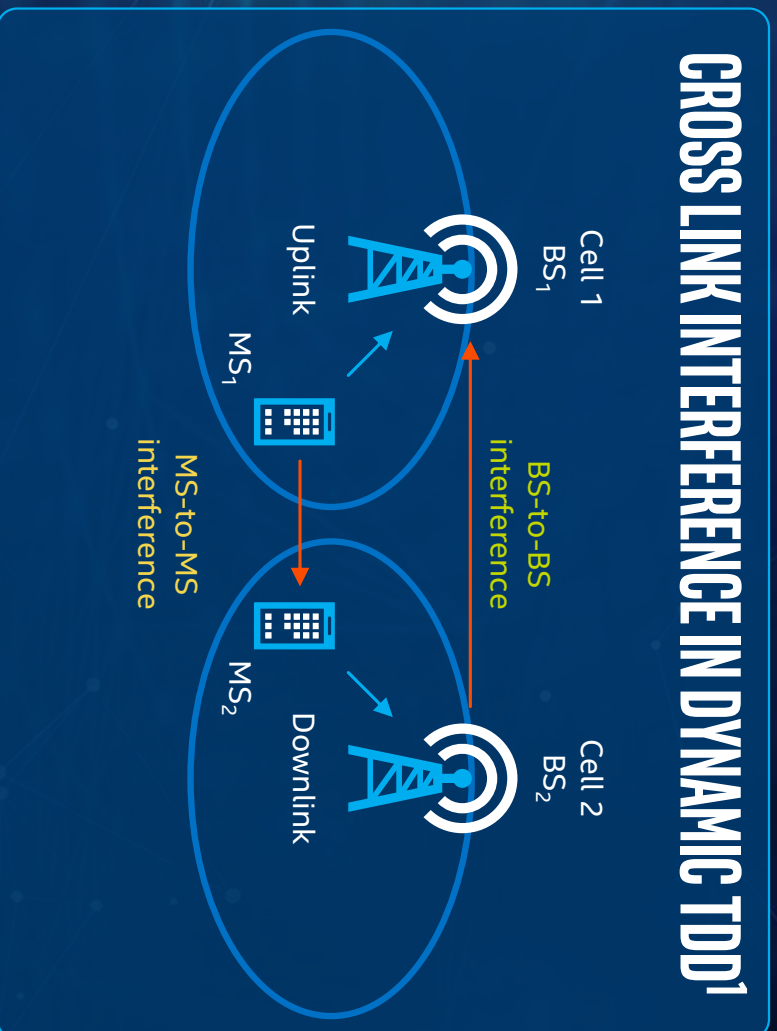 CROSS LINK INTERFERENCE IN DYNAMIC TDD¹
Cell 1
BS₁
Cell 2
BS₂
BS-to-BS
interference
Uplink
Downlink
MS₁
MS₂
MS-to-MS
interference